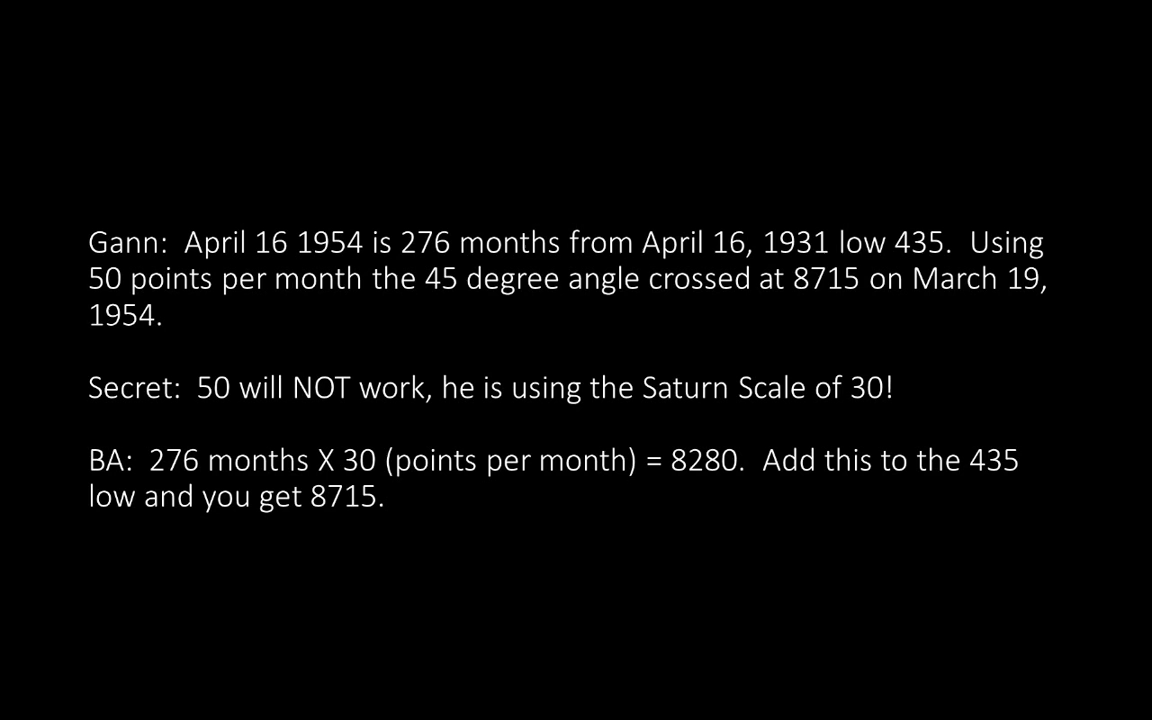 Gann:  April 16 1954 is 276 months from April 16, 1931 low 435.  Using
50 points per month the 45 degree angle crossed at 8715 on March 19,
1954.
Secret:  50 will NOT work, he is using the Saturn Scale of 30!
BA:  276 months X 30 (points per month) = 8280.  Add this to the 435
low and you get 8715.